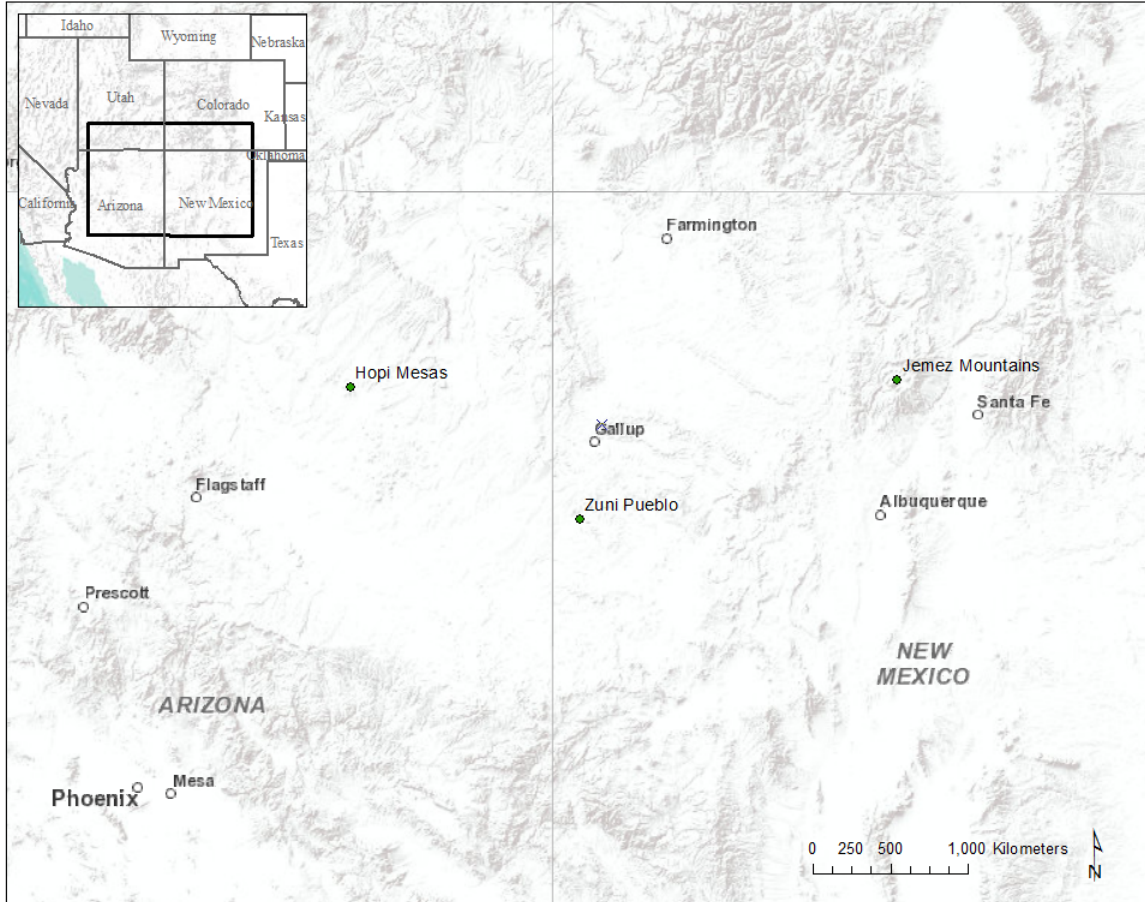 Idaho
Wyoming
Nebraska
Nevada
Utah
Colorado
Kansas
Oklahoma
California
Arizona
New Mexico
Texas
Farmington
Hopi Mesas
Jemez Mountains
Santa Fe
Gallup
Flagstaff
Zuni Pueblo
Albuquerque
Prescott
NEW
MEXICO
ARIZONA
Phoenix
Mesa
0 250 500 1,000 Kilometers
N